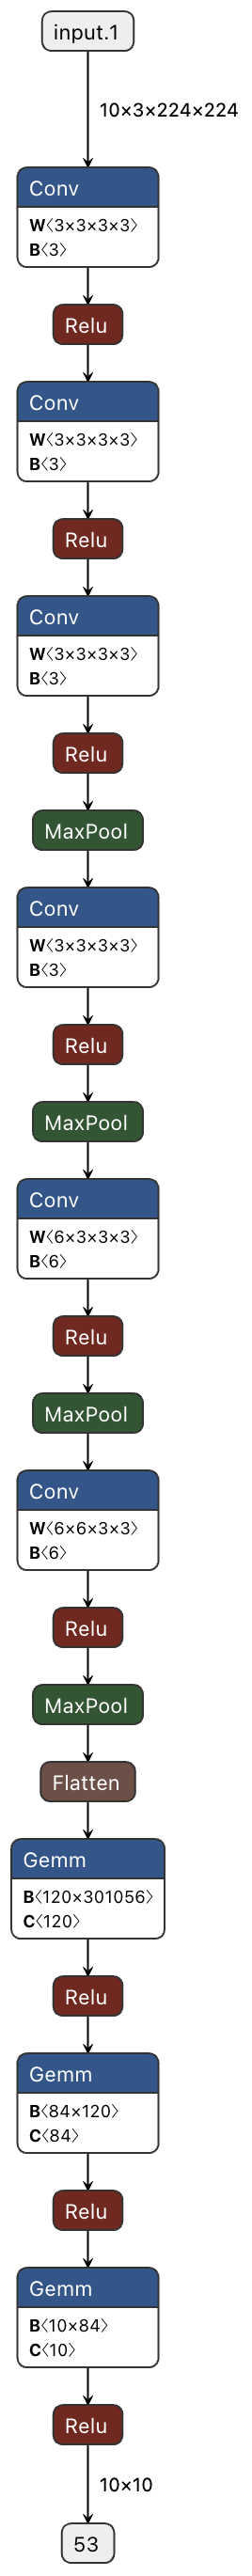 input.1
10×3×224×224
Conv
W⟨3×3×3×3⟩
B⟨3⟩
Relu
Conv
W⟨3×3×3×3⟩
B⟨3⟩
Relu
Conv
W⟨3×3×3×3⟩
B⟨3⟩
Relu
MaxPool
Conv
W⟨3×3×3×3⟩
B⟨3⟩
Relu
MaxPool
Conv
W⟨6×3×3×3⟩
B⟨6⟩
Relu
MaxPool
Conv
W⟨6×6×3×3⟩
B⟨6⟩
Relu
MaxPool
Flatten
Gemm
B⟨120×301056⟩
C⟨120⟩
Relu
Gemm
B⟨84×120⟩
C⟨84⟩
Relu
Gemm
B⟨10×84⟩
C⟨10⟩
Relu
10×10
53